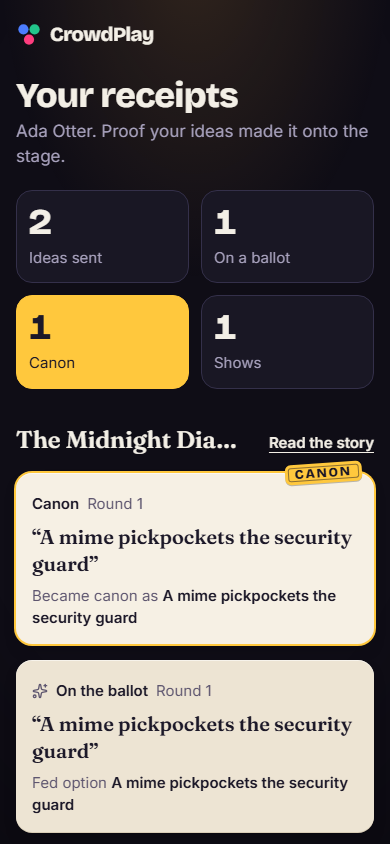 CrowdPlay
Your receipts
Ada Otter. Proof your ideas made it onto the
stage.
2
Ideas sent
1
On a ballot
1
Canon
1
Shows
The Midnight Dia...
Read the story
CANON
Canon Round 1
“A mime pickpockets the security
guard”
Became canon as A mime pickpockets the
security guard
On the ballot Round 1
“A mime pickpockets the security
guard”
Fed option A mime pickpockets the security
guard